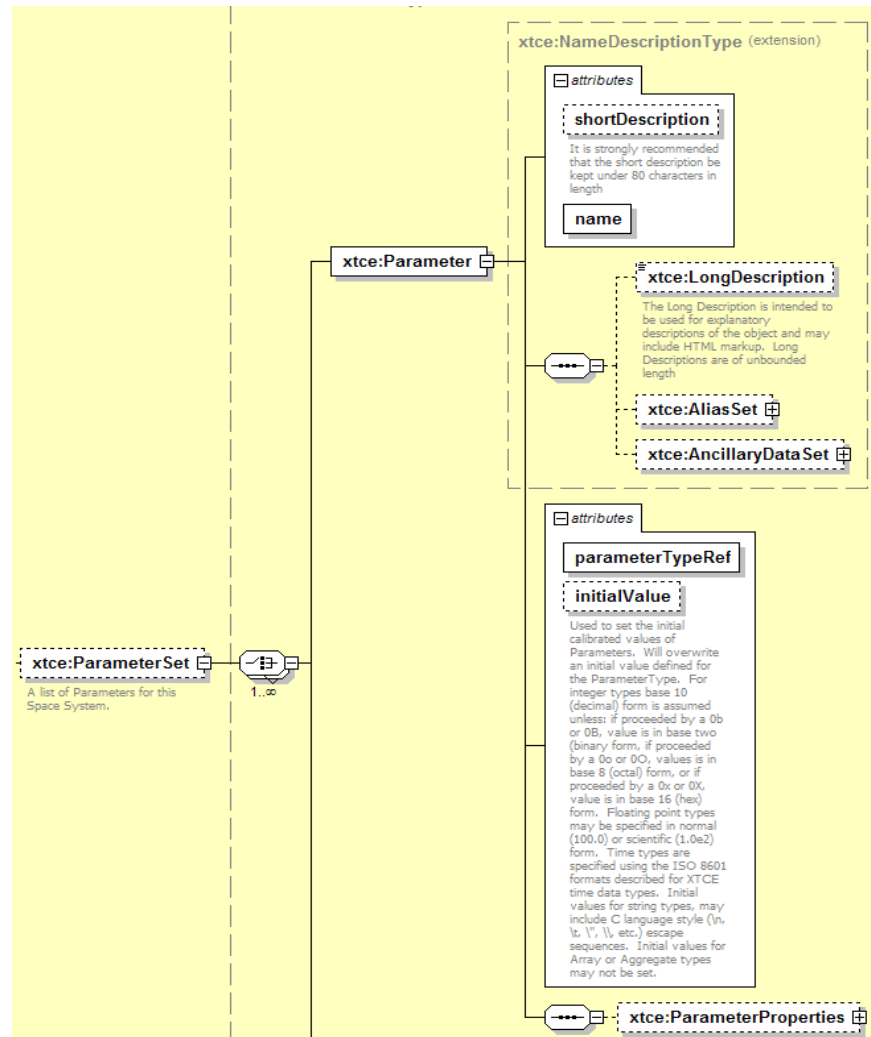 xtce:NameDescriptionType (extension)
attributes
shortDescription
It is strongly recommended
that the short description be
kept under 80 characters in
length
name
xtce:Parameter
xtce:LongDescription
The Long Description is intended to
be used for explanatory
descriptions of the object and may
include HTML markup.  Long
Descriptions are of unbounded
length
xtce:AliasSet
xtce:AncillaryDataSet
attributes
parameterTypeRef
initialValue
Used to set the initial
calibrated values of
Parameters.  Will overwrite
an initial value defined for
the ParameterType.  For
integer types base 10
(decimal) form is assumed
unless: if proceeded by a 0b
or 0B, value is in base two
(binary form, if proceeded
by a 0o or 0O, values is in
base 8 (octal) form, or if
proceeded by a 0x or 0X,
value is in base 16 (hex)
form.  Floating point types
may be specified in normal
(100.0) or scientific (1.0e2)
form.  Time types are
specified using the ISO 8601
formats described for XTCE
time data types.  Initial
values for string types, may
include C language style (\n,
\t, \", \\, etc.) escape
sequences.  Initial values for
Array or Aggregate types
may not be set.
xtce:ParameterSet
A list of Parameters for this
Space System.
1..∞
xtce:ParameterProperties